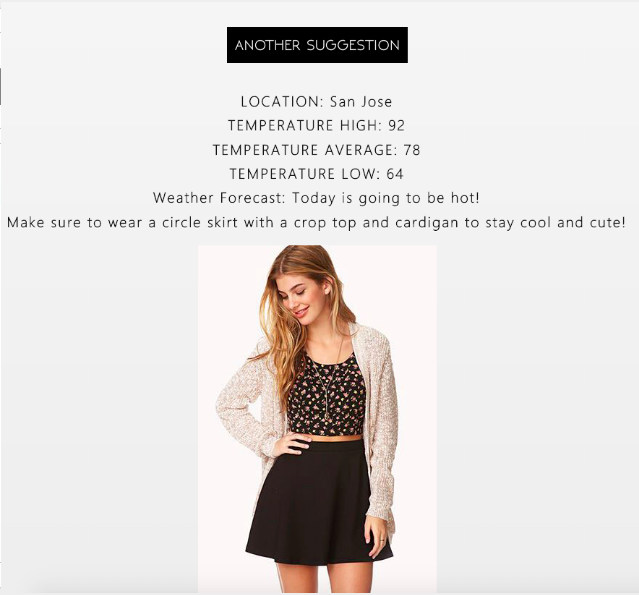 ANOTHER SUGGESTION
LOCATION: San Jose
TEMPERATURE HIGH: 92
TEMPERATURE AVERAGE: 78
TEMPERATURE LOW: 64
Weather Forecast: Today is going to be hot!
Make sure to wear a circle skirt with a crop top and cardigan to stay cool and cute!